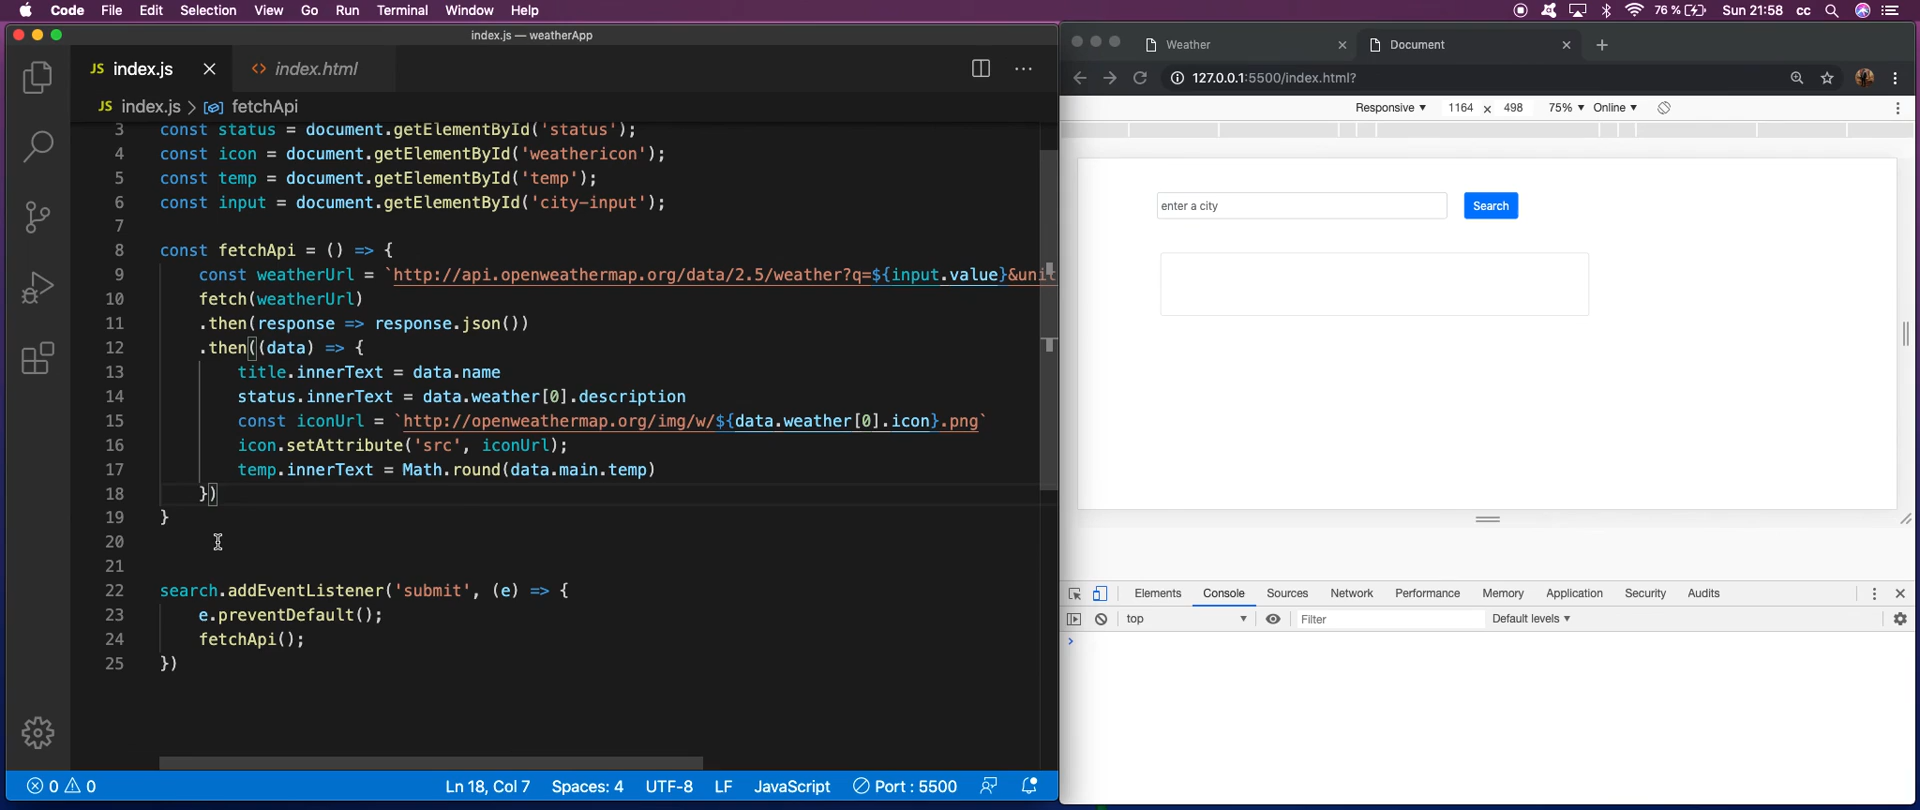 Code File Edit Selection View Go Run Terminal Window Help
76 % Sun 21:58 cc
index.js — weatherApp
JS index.js
<> index.html
JS index.js > fetchApi
3 const status = document.getElementById('status');
4 const icon = document.getElementById('weathericon');
5 const temp = document.getElementById('temp');
6 const input = document.getElementById('city-input');
7
8 const fetchApi = () => {
9 const weatherUrl = `http://api.openweathermap.org/data/2.5/weather?q=${input.value}&unit
10 fetch(weatherUrl)
11 .then(response => response.json())
12 .then((data) => {
13 title.innerText = data.name
14 status.innerText = data.weather[0].description
15 const iconUrl = `http://openweathermap.org/img/w/${data.weather[0].icon}.png`
16 icon.setAttribute('src', iconUrl);
17 temp.innerText = Math.round(data.main.temp)
18 })
19 }
20
21
22 search.addEventListener('submit', (e) => {
23 e.preventDefault();
24 fetchApi();
25 })
0 0 Ln 18, Col 7 Spaces: 4 UTF-8 LF JavaScript Port : 5500
Weather
Document
127.0.0.1:5500/index.html?
Responsive 1164 × 498 75% Online
enter a city
Search
Elements Console Sources Network Performance Memory Application Security Audits
top Filter Default levels